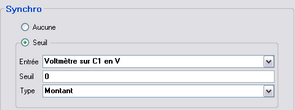 Synchro
Aucune
Seuil
Entrée Voltmètre sur C1 en V
Seuil 0
Type Montant